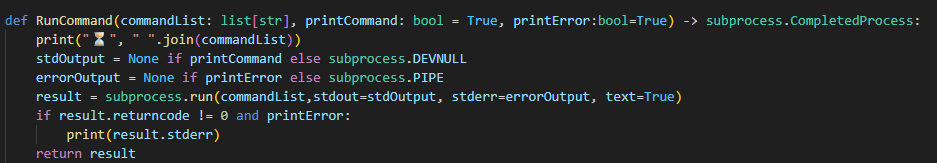 def RunCommand(commandList: list[str], printCommand: bool = True, printError:bool=True) -> subprocess.CompletedProcess:
    print("⏳", " ".join(commandList))
    stdOutput = None if printCommand else subprocess.DEVNULL
    errorOutput = None if printError else subprocess.PIPE
    result = subprocess.run(commandList,stdout=stdOutput, stderr=errorOutput, text=True)
    if result.returncode != 0 and printError:
        print(result.stderr)
    return result